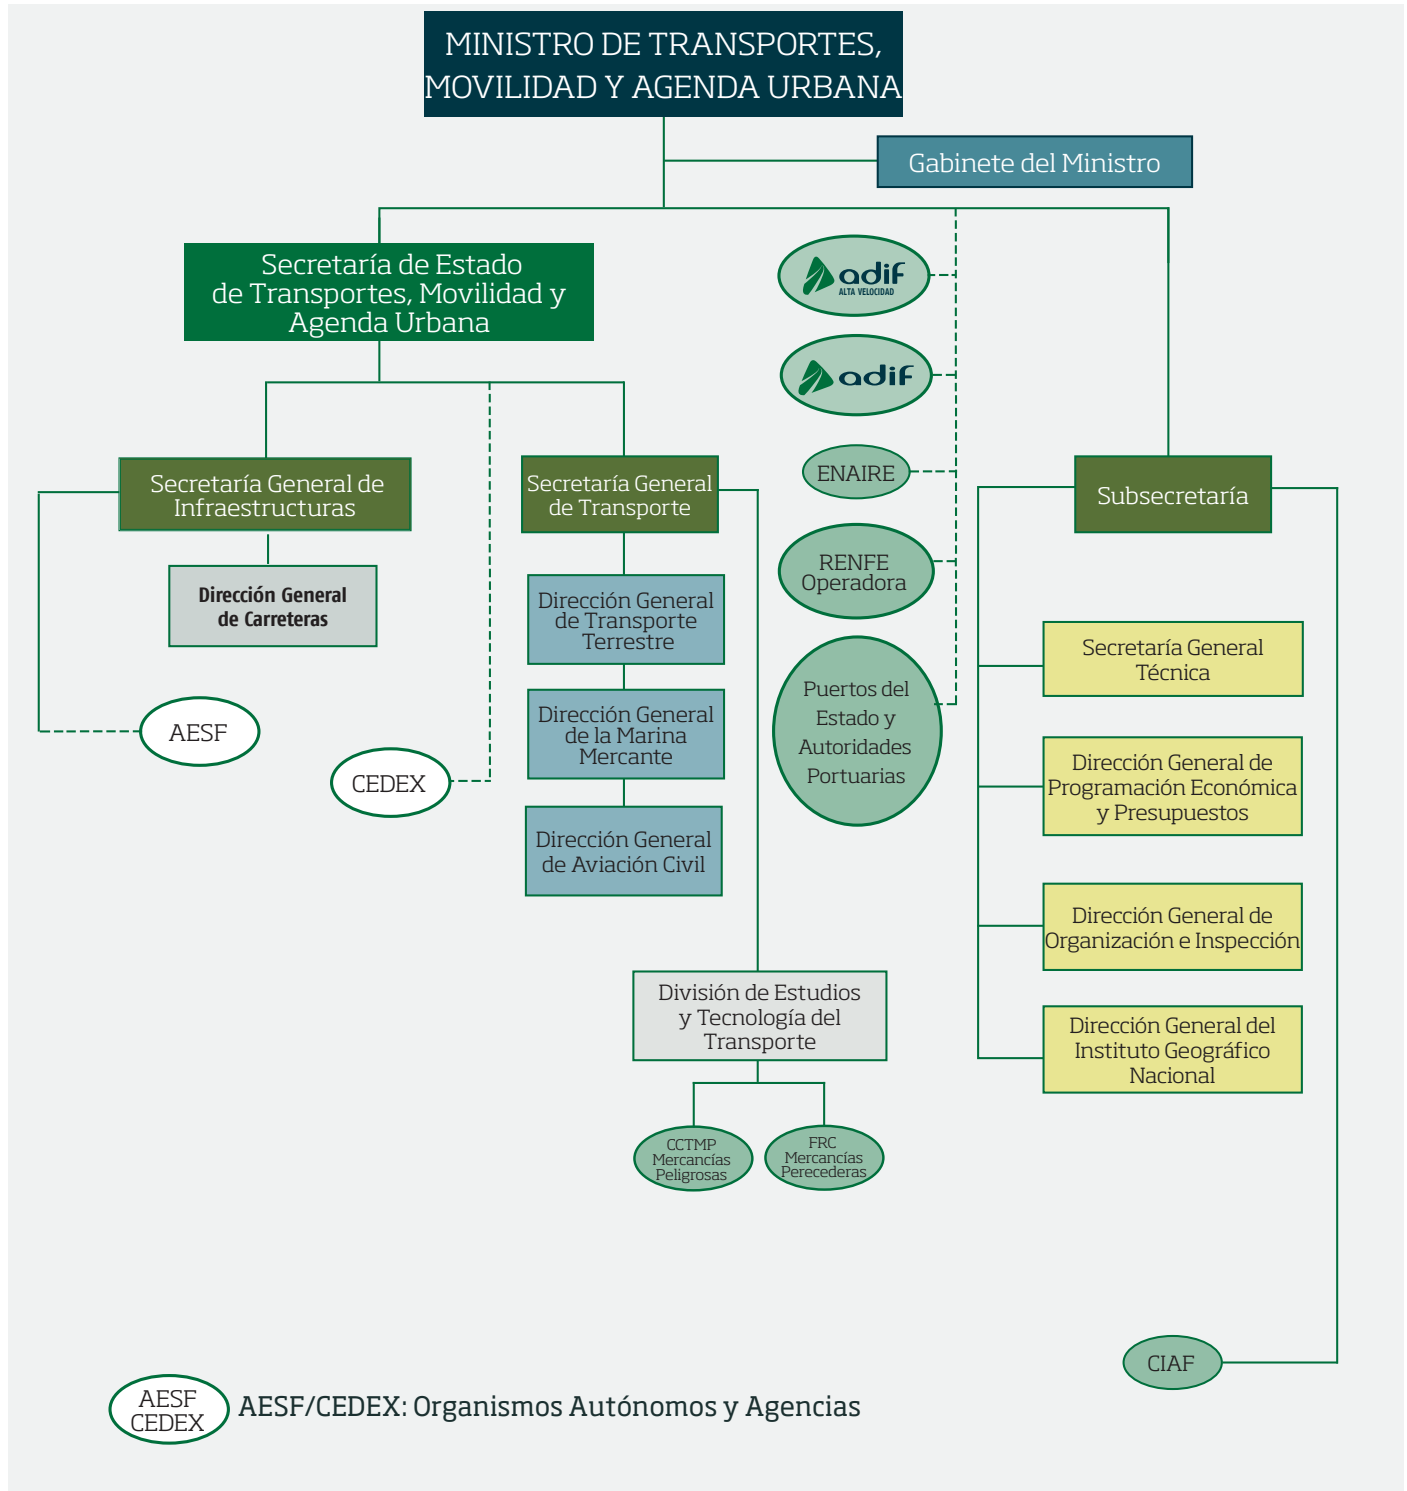 MINISTRO DE TRANSPORTES,
MOVILIDAD Y AGENDA URBANA
Gabinete del Ministro
Secretaría de Estado
de Transportes, Movilidad y
Agenda Urbana
adif
ALTA VELOCIDAD
adif
ENAIRE
RENFE
Operadora
Puertos del
Estado y
Autoridades
Portuarias
Secretaría General de
Infraestructuras
Dirección General
de Carreteras
AESF
CEDEX
Secretaría General
de Transporte
Dirección General
de Transporte
Terrestre
Dirección General
de la Marina
Mercante
Dirección General
de Aviación Civil
División de Estudios
y Tecnología del
Transporte
CCTMP
Mercancías
Peligrosas
FRC
Mercancías
Perecederas
Subsecretaría
Secretaría General
Técnica
Dirección General de
Programación Económica
y Presupuestos
Dirección General de
Organización e Inspección
Dirección General del
Instituto Geográfico
Nacional
CIAF
AESF
CEDEX
AESF/CEDEX: Organismos Autónomos y Agencias